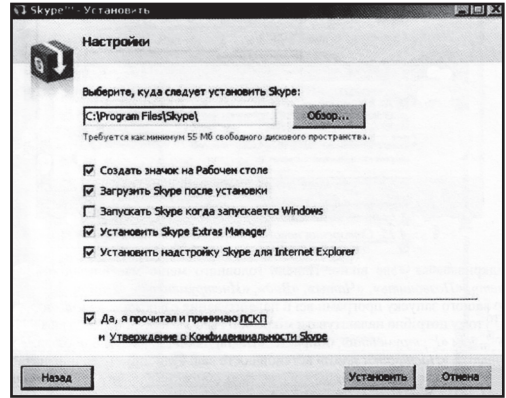 Skype™ - Установить
Настройки
Выберите, куда следует установить Skype:
C:\Program Files\Skype\
Обзор...
Требуется как минимум 55 Мб свободного дискового пространства.
Создать значок на Рабочем столе
Загрузить Skype после установки
Запускать Skype когда запускается Windows
Установить Skype Extras Manager
Установить надстройку Skype для Internet Explorer
Да, я прочитал и принимаю ЛСКП
и Утверждение о Конфиденциальности Skype
Назад
Установить
Отмена